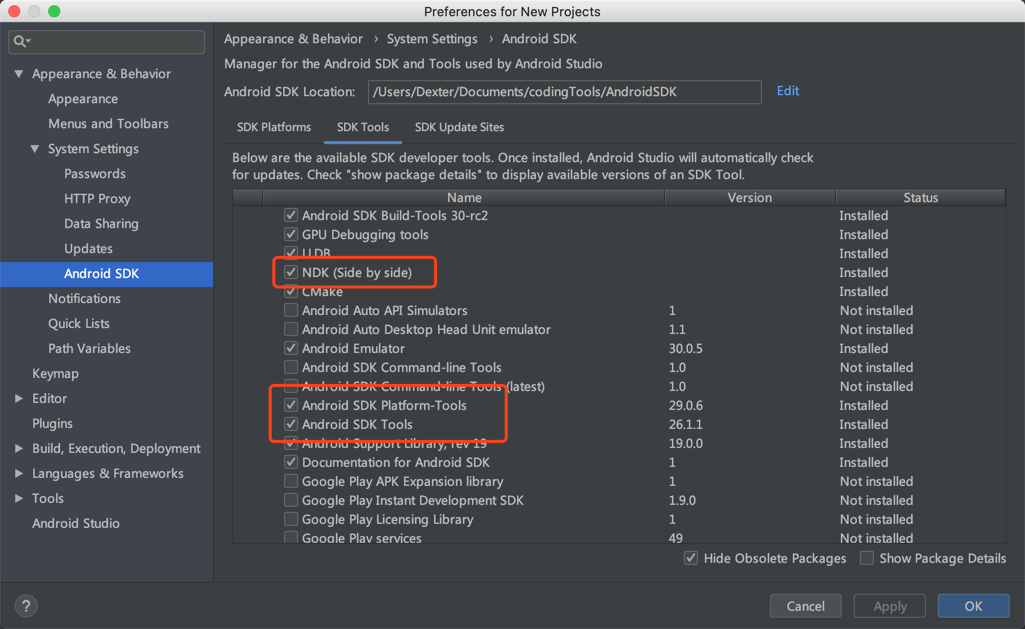 Preferences for New Projects
Appearance & Behavior
Appearance
Menus and Toolbars
System Settings
Passwords
HTTP Proxy
Data Sharing
Updates
Android SDK
Notifications
Quick Lists
Path Variables
Keymap
Editor
Plugins
Build, Execution, Deployment
Languages & Frameworks
Tools
Android Studio
Appearance & Behavior › System Settings › Android SDK
Manager for the Android SDK and Tools used by Android Studio
Android SDK Location: /Users/Dexter/Documents/codingTools/AndroidSDK Edit
SDK Platforms SDK Tools SDK Update Sites
Below are the available SDK developer tools. Once installed, Android Studio will automatically check
for updates. Check "show package details" to display available versions of an SDK Tool.
Name Version Status
Android SDK Build-Tools 30-rc2 Installed
GPU Debugging tools Installed
LLDB Installed
NDK (Side by side) Installed
CMake Installed
Android Auto API Simulators 1 Not installed
Android Auto Desktop Head Unit emulator 1.1 Not installed
Android Emulator 30.0.5 Installed
Android SDK Command-line Tools 1.0 Not installed
Android SDK Command-line Tools (latest) 1.0 Not installed
Android SDK Platform-Tools 29.0.6 Installed
Android SDK Tools 26.1.1 Installed
Android Support Library, rev 19 19.0.0 Installed
Documentation for Android SDK 1 Installed
Google Play APK Expansion library 1 Not installed
Google Play Instant Development SDK 1.9.0 Not installed
Google Play Licensing Library 1 Not installed
Google Play services 49 Not installed
Hide Obsolete Packages Show Package Details
? Cancel Apply OK